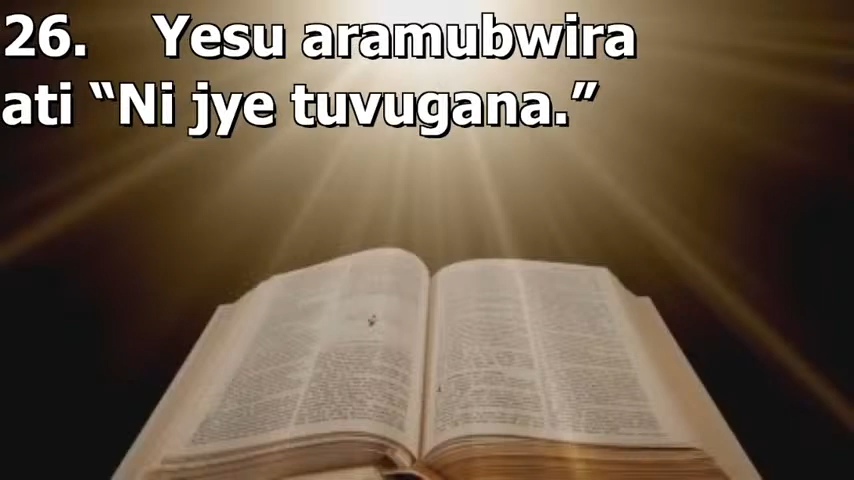 26. Yesu aramubwira
ati “Ni jye tuvugana.”